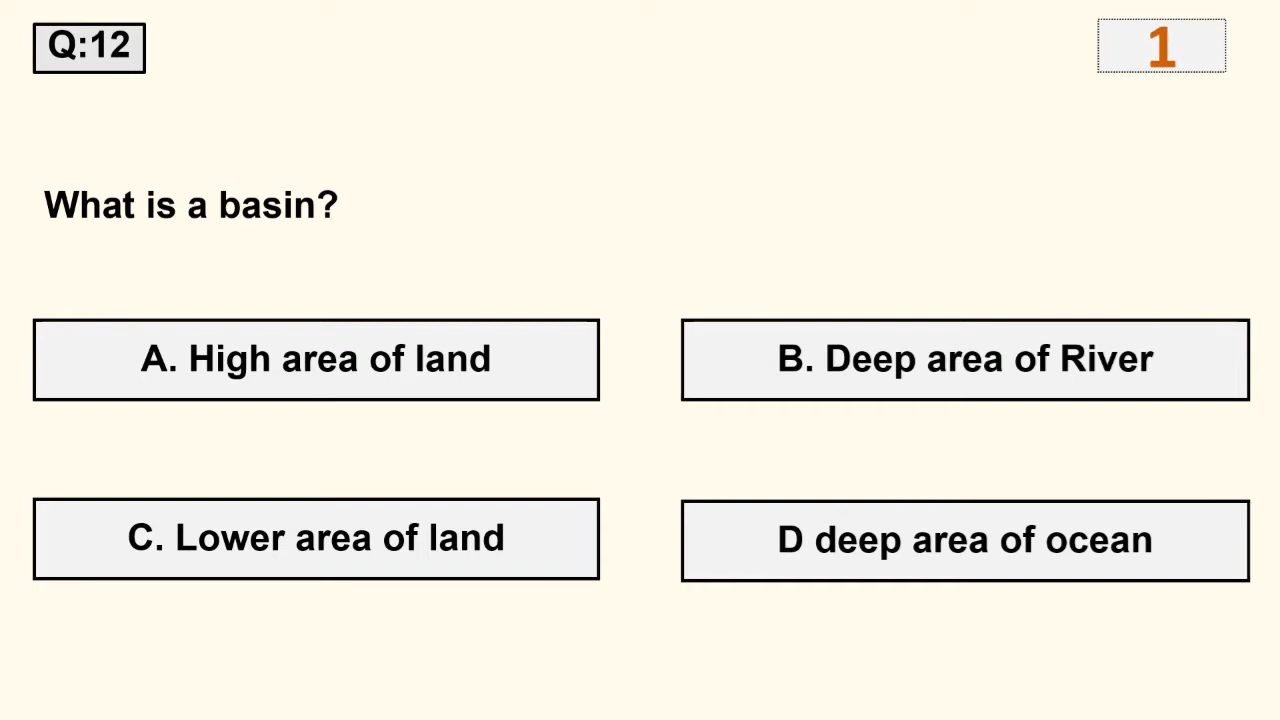 Q:12
1
What is a basin?
A. High area of land
B. Deep area of River
C. Lower area of land
D deep area of ocean